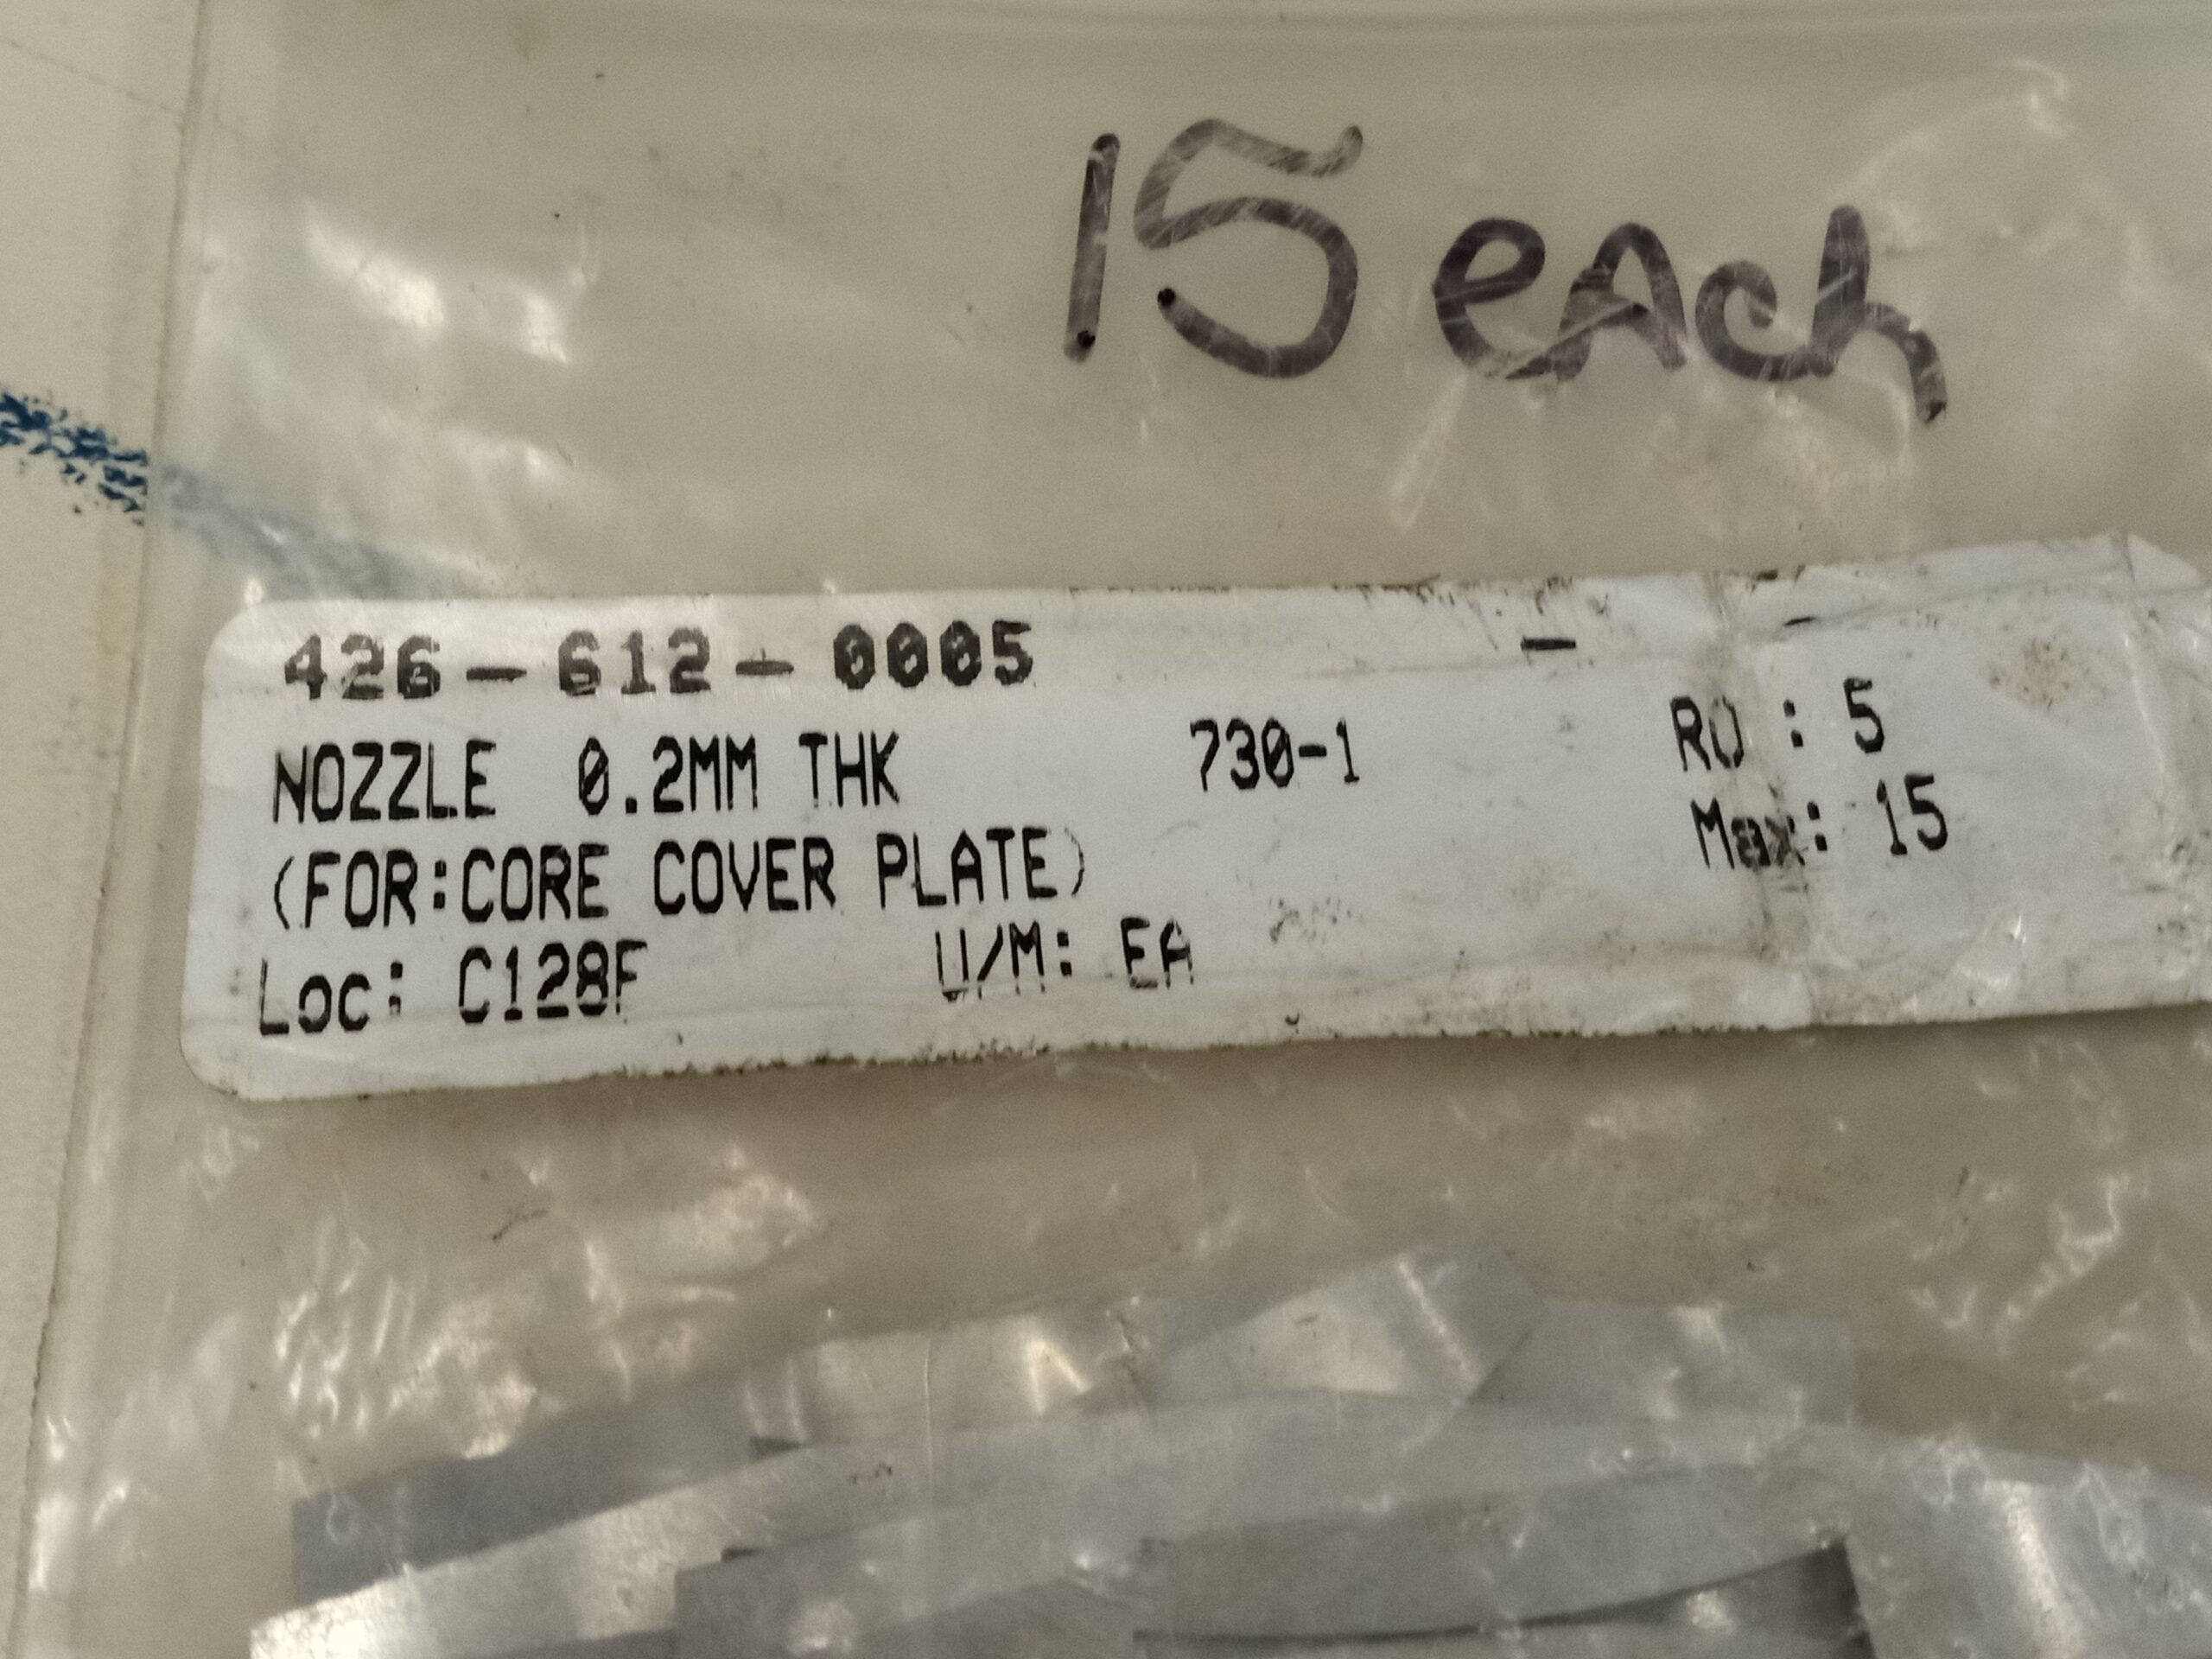 15 each
426-612-0005 -
NOZZLE 0.2MM THK 730-1 RO : 5
(FOR:CORE COVER PLATE) Max: 15
Loc: C128F U/M: EA